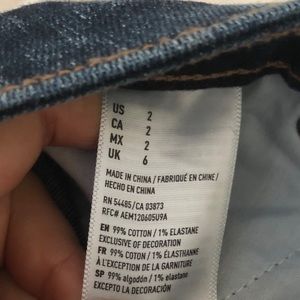 US 2
CA 2
MX 2
UK 6
MADE IN CHINA / FABRIQUÉ EN CHINE /
HECHO EN CHINA
RN 54485/CA 03873
RFC# AEM120605U9A
EN 99% COTTON / 1% ELASTANE
EXCLUSIVE OF DECORATION
FR 99% COTON / 1% ÉLASTHANNE
À L'EXCEPTION DE LA GARNITURE
SP 99% ALGODÓN / 1% ELASTANO
EXCEPTO LA DECORACIÓN